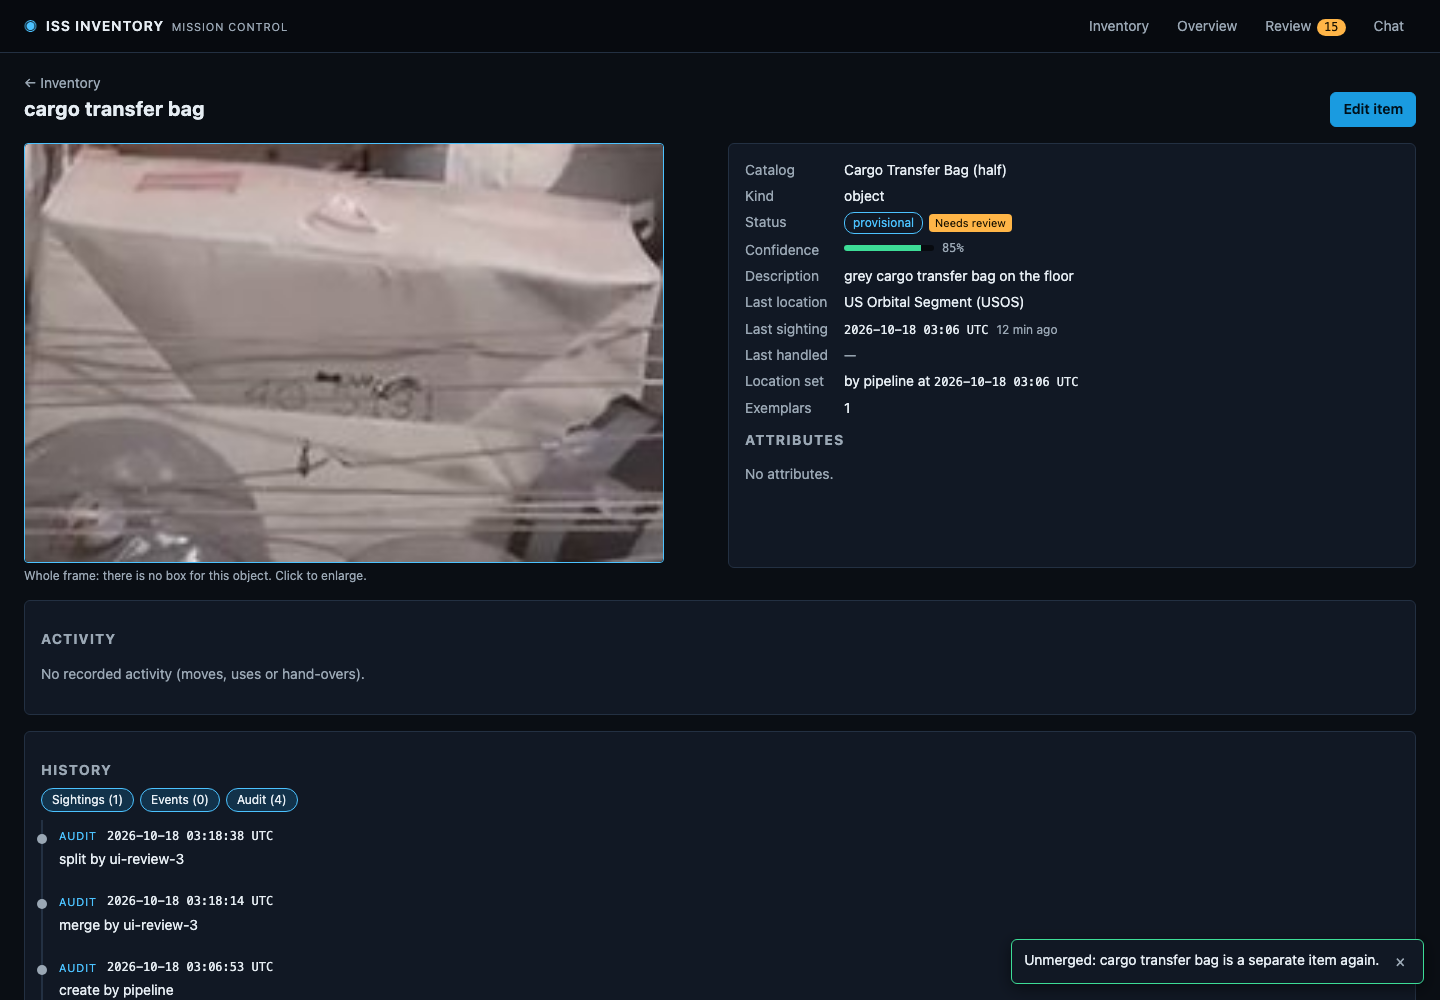 ISS INVENTORY MISSION CONTROL
Inventory
Overview
Review 15
Chat
← Inventory
cargo transfer bag
Edit item
Whole frame: there is no box for this object. Click to enlarge.
Catalog Cargo Transfer Bag (half)
Kind object
Status provisional Needs review
Confidence 85%
Description grey cargo transfer bag on the floor
Last location US Orbital Segment (USOS)
Last sighting 2026-10-18 03:06 UTC 12 min ago
Last handled —
Location set by pipeline at 2026-10-18 03:06 UTC
Exemplars 1
ATTRIBUTES
No attributes.
ACTIVITY
No recorded activity (moves, uses or hand-overs).
HISTORY
Sightings (1) Events (0) Audit (4)
AUDIT 2026-10-18 03:18:38 UTC
split by ui-review-3
AUDIT 2026-10-18 03:18:14 UTC
merge by ui-review-3
AUDIT 2026-10-18 03:06:53 UTC
create by pipeline
Unmerged: cargo transfer bag is a separate item again. ×